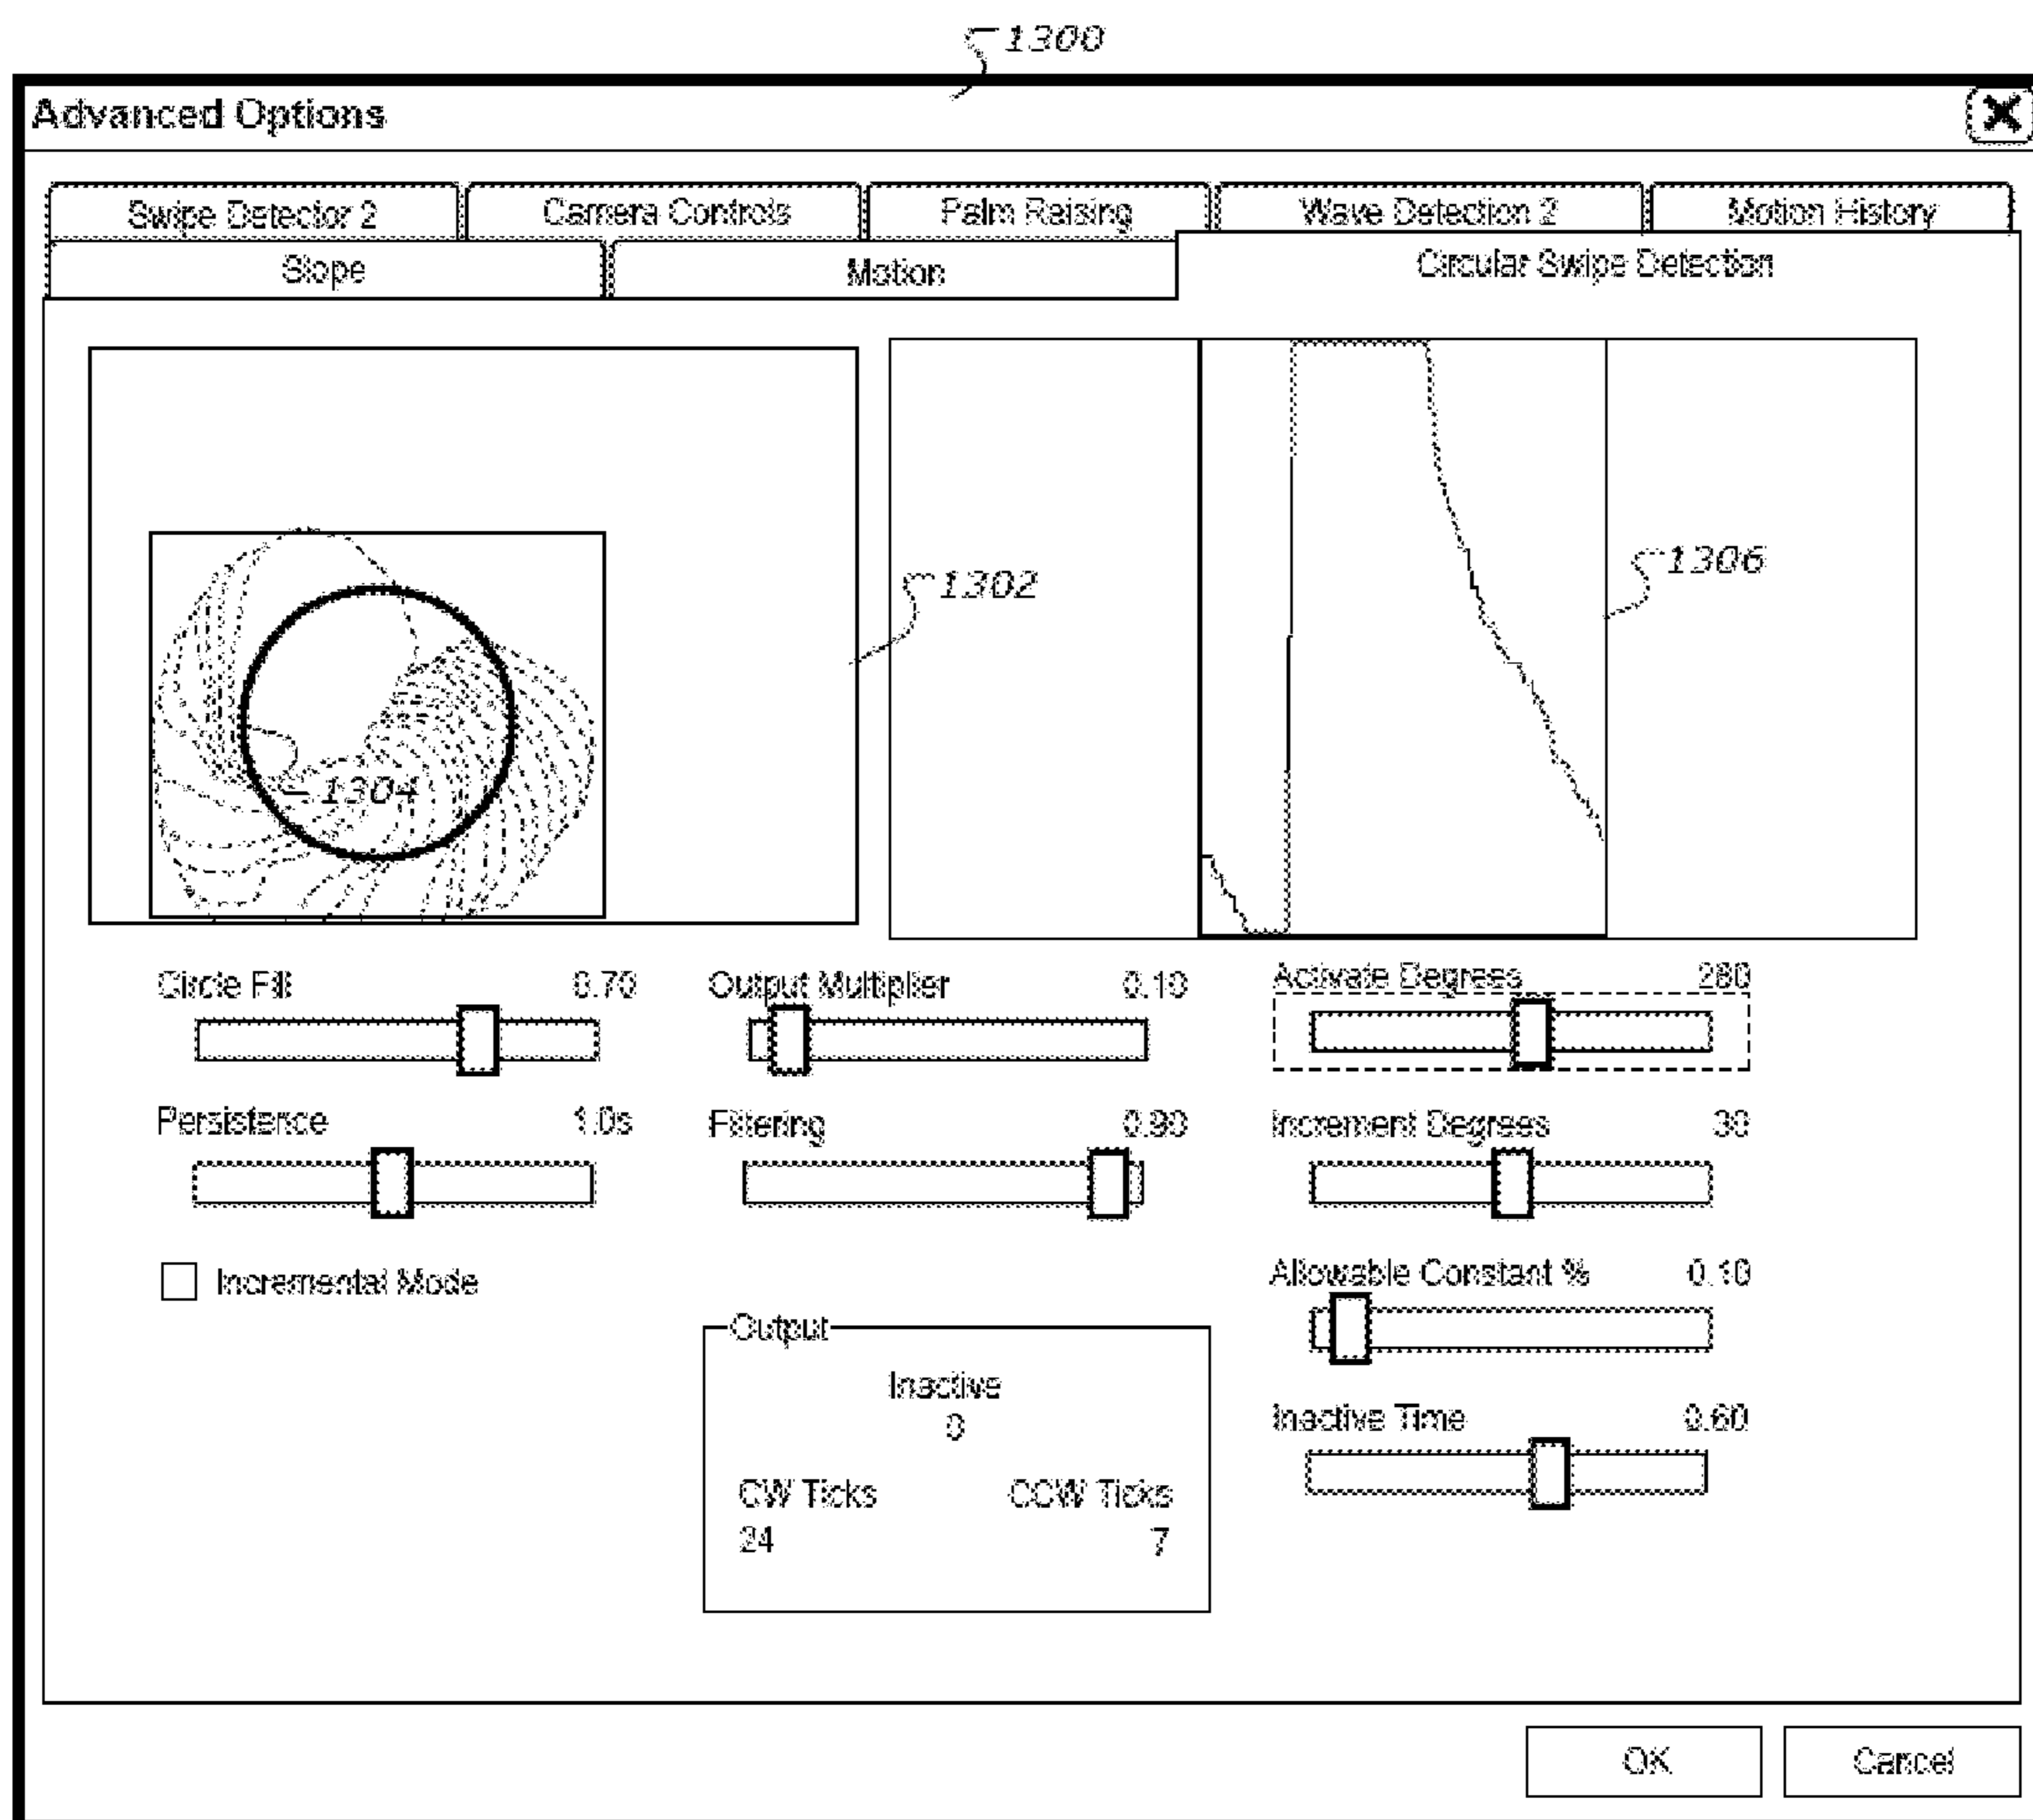 1300
Advanced Options
Swipe Detector 2 Camera Controls Palm Raising Wave Detection 2 Motion History
Slope Motion Circular Swipe Detection
1302
1306
1304
Circle Fill 0.70 Output Multiplier 0.10 Activate Degrees 280
Persistence 1.0s Filtering 0.90 Increment Degrees 30
Incremental Mode
Allowable Constant % 0.10
Output
Inactive
0
Inactive Time 0.60
CW Ticks CCW Ticks
24 7
OK Cancel